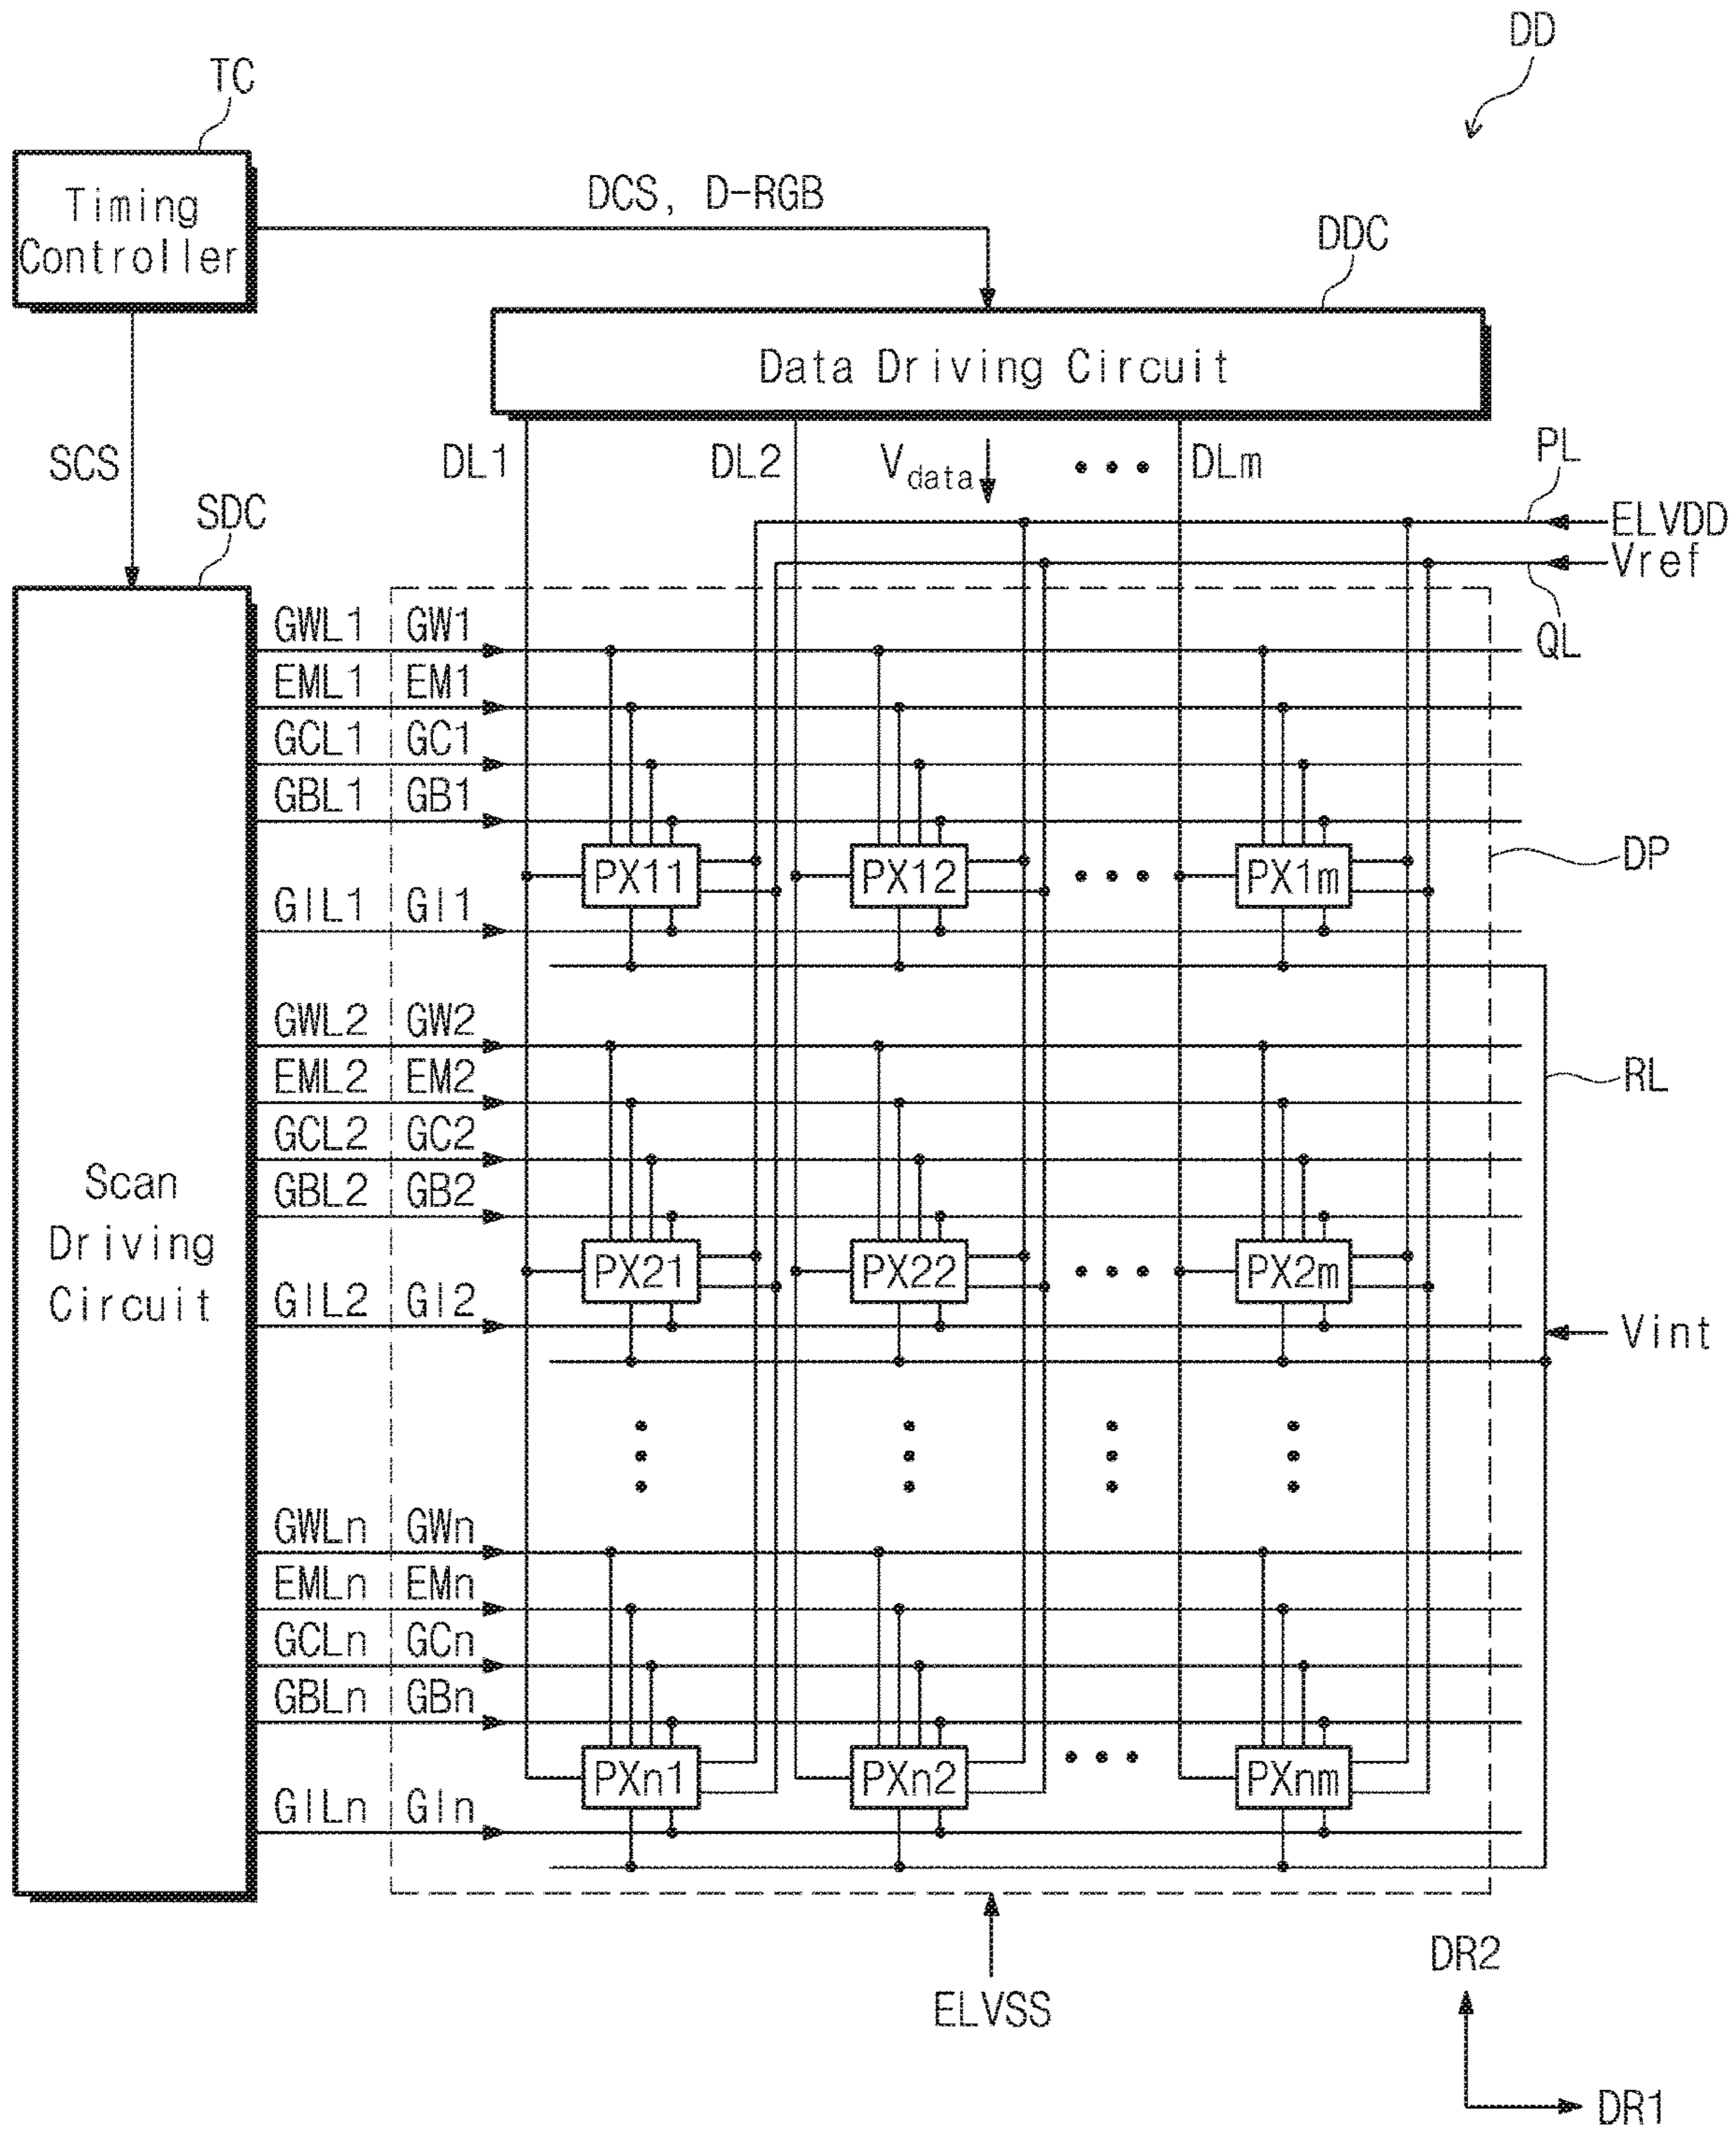 DD
TC
Timing
Controller
DCS, D-RGB
DDC
Data Driving Circuit
SCS
DL1
DL2
Vdata
DLm
PL
ELVDD
Vref
QL
SDC
GWL1 GW1
EML1 EM1
GCL1 GC1
GBL1 GB1
PX11
PX12
PX1m
DP
GIL1 GI1
GWL2 GW2
EML2 EM2
RL
GCL2 GC2
Scan
Driving
Circuit
GBL2 GB2
PX21
PX22
PX2m
GIL2 GI2
Vint
GWLn GWn
EMLn EMn
GCLn GCn
GBLn GBn
PXn1
PXn2
PXnm
GILn GIn
ELVSS
DR2
DR1